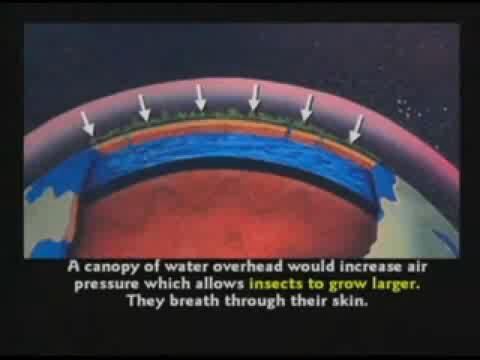 A canopy of water overhead would increase air
pressure which allows insects to grow larger.
They breath through their skin.